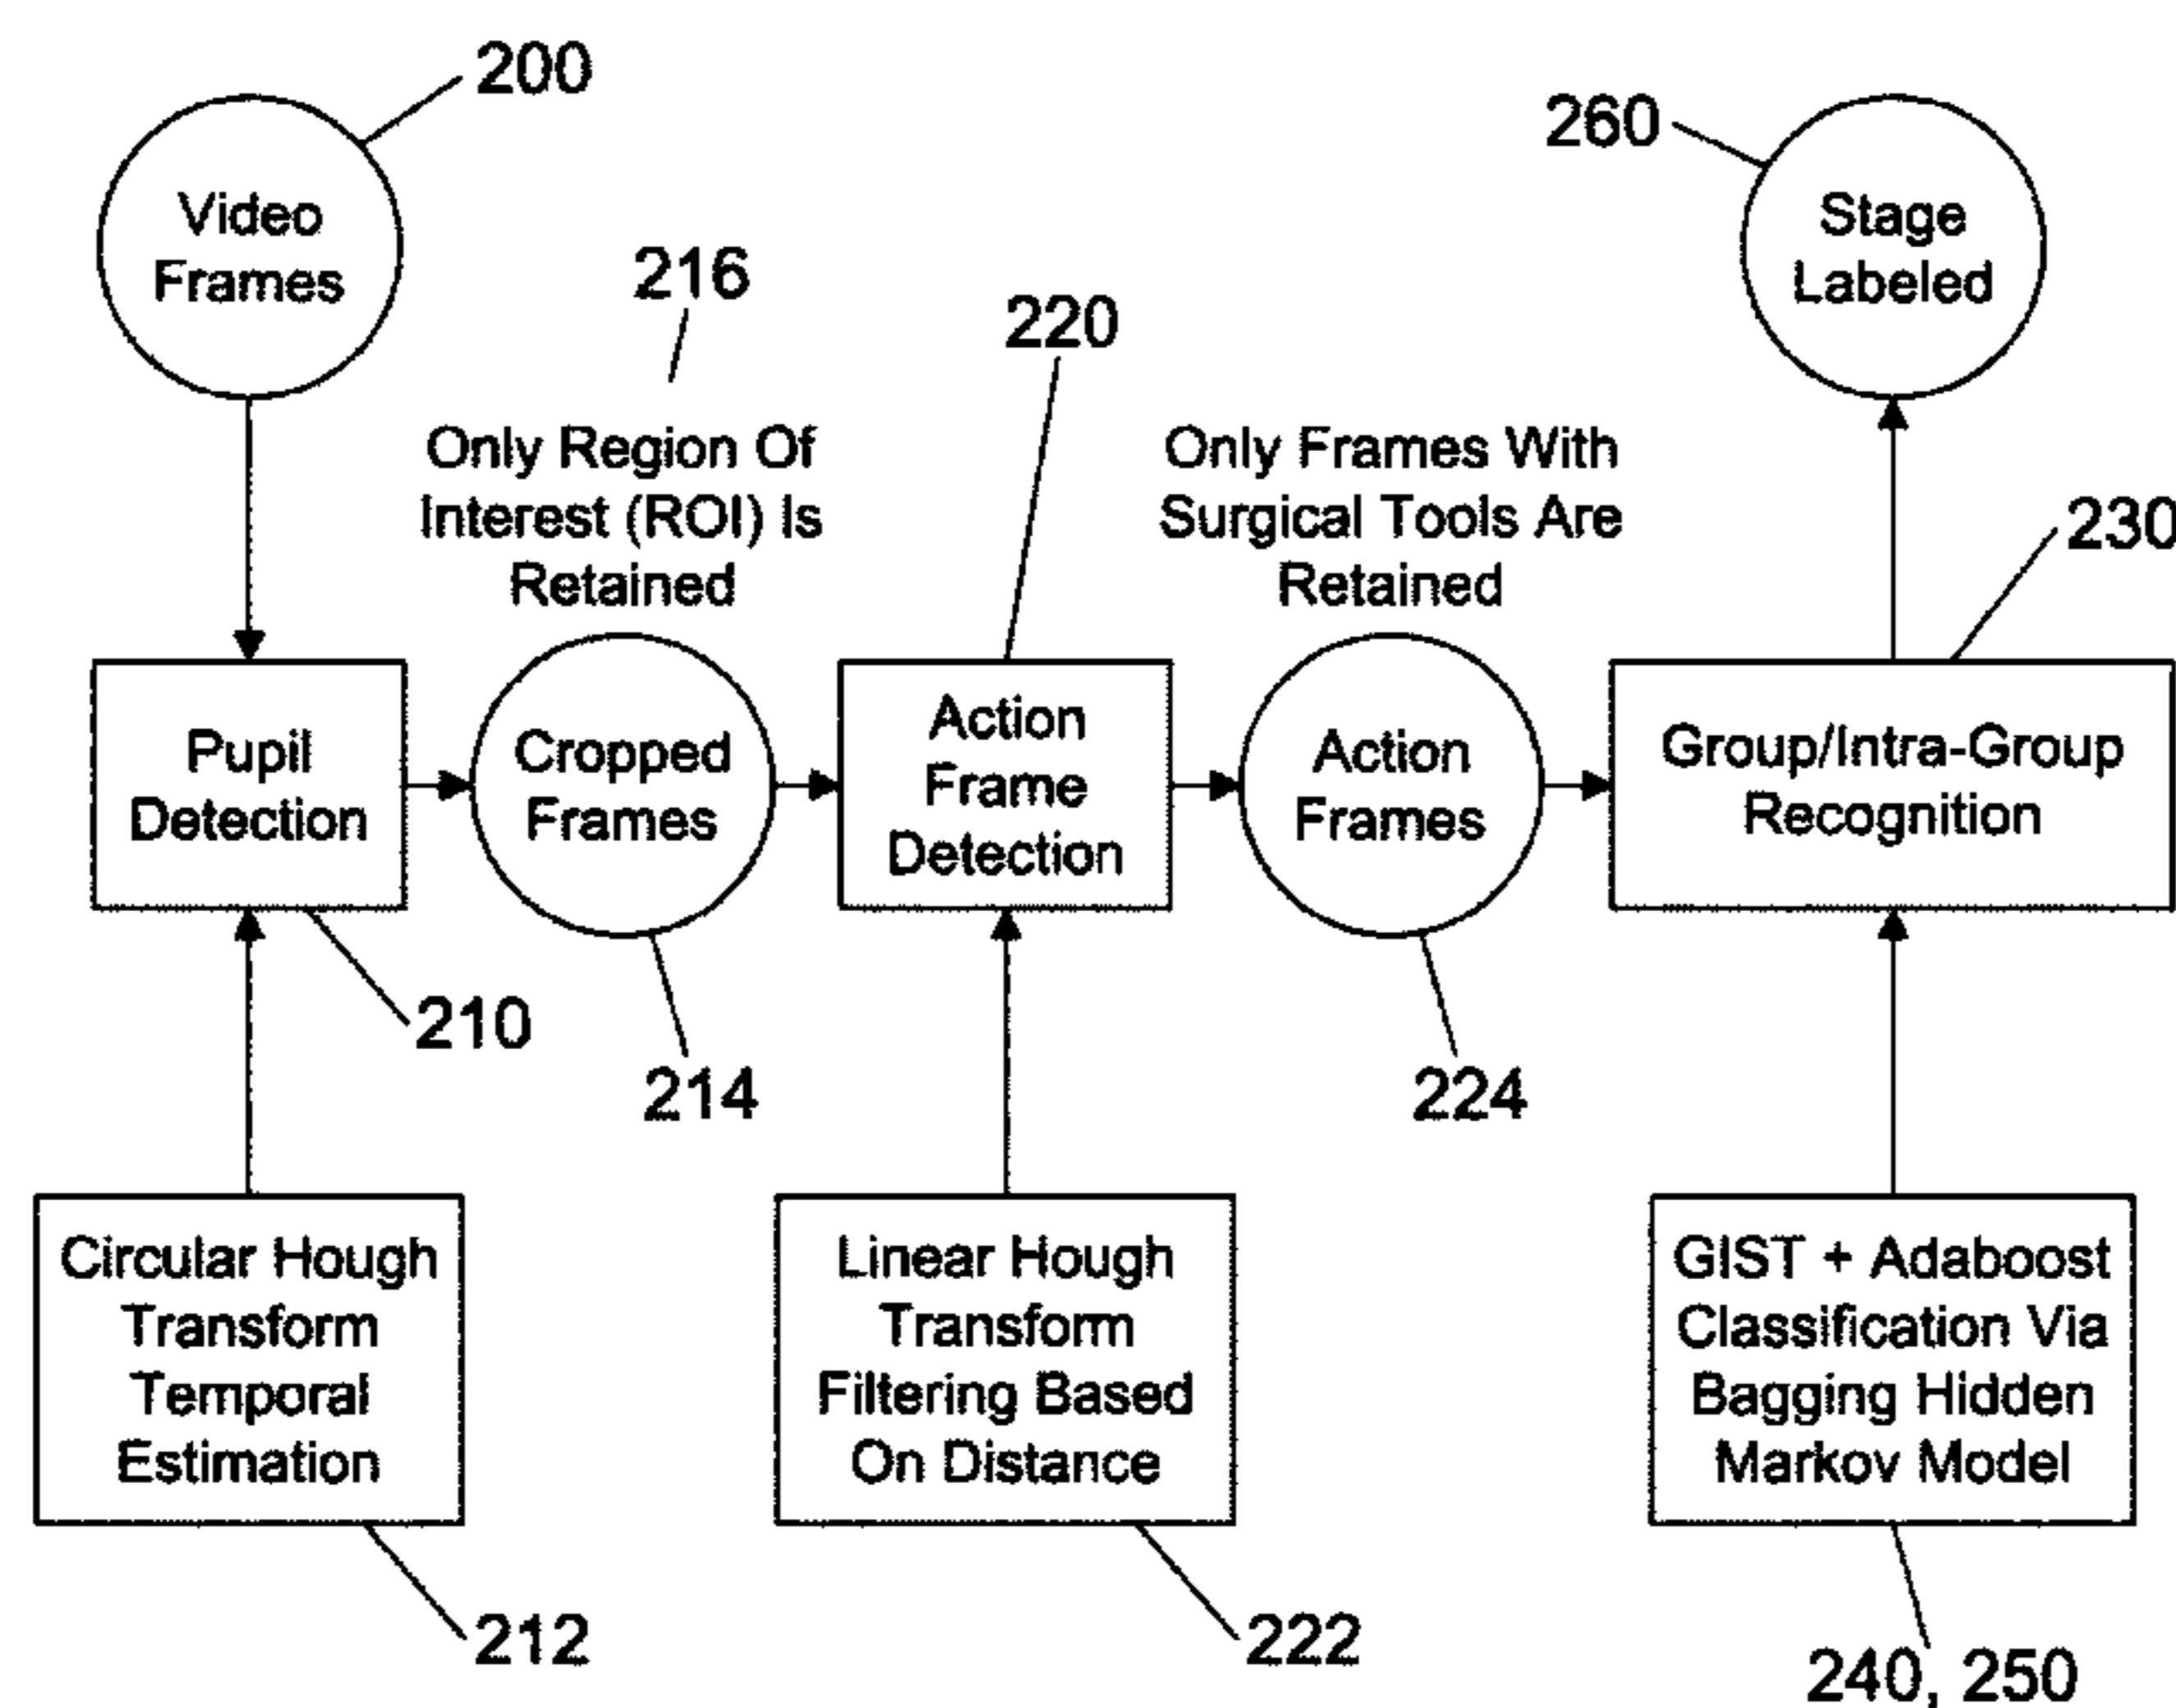 200
Video
Frames
216
220
260
Stage
Labeled
Only Region Of
Interest (ROI) Is
Retained
Only Frames With
Surgical Tools Are
Retained
230
Pupil
Detection
Cropped
Frames
Action
Frame
Detection
Action
Frames
Group/Intra-Group
Recognition
210
214
224
Circular Hough
Transform
Temporal
Estimation
Linear Hough
Transform
Filtering Based
On Distance
GIST + Adaboost
Classification Via
Bagging Hidden
Markov Model
212
222
240, 250